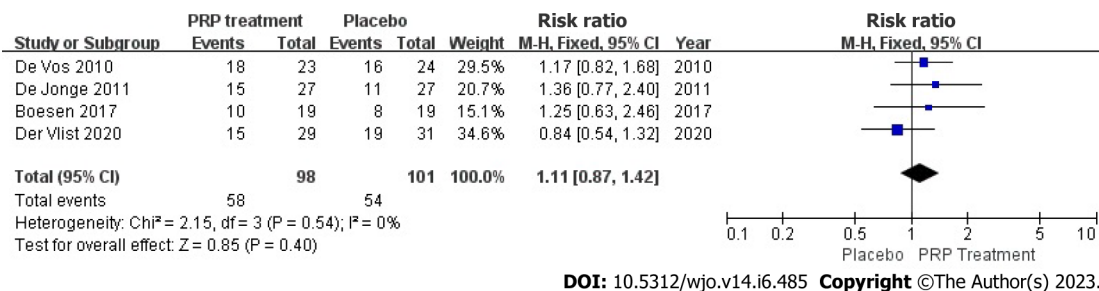 PRP treatment Placebo Risk ratio Risk ratio
Study or Subgroup Events Total Events Total Weight M-H, Fixed, 95% CI Year M-H, Fixed, 95% CI
De Vos 2010 18 23 16 24 29.5% 1.17 [0.82, 1.68] 2010
De Jonge 2011 15 27 11 27 20.7% 1.36 [0.77, 2.40] 2011
Boesen 2017 10 19 8 19 15.1% 1.25 [0.63, 2.46] 2017
Der Vlist 2020 15 29 19 31 34.6% 0.84 [0.54, 1.32] 2020
Total (95% CI) 98 101 100.0% 1.11 [0.87, 1.42]
Total events 58 54
Heterogeneity: Chi² = 2.15, df = 3 (P = 0.54); I² = 0%
Test for overall effect: Z = 0.85 (P = 0.40)
0.1 0.2 0.5 1 2 5 10
Placebo PRP Treatment
DOI: 10.5312/wjo.v14.i6.485 Copyright ©The Author(s) 2023.